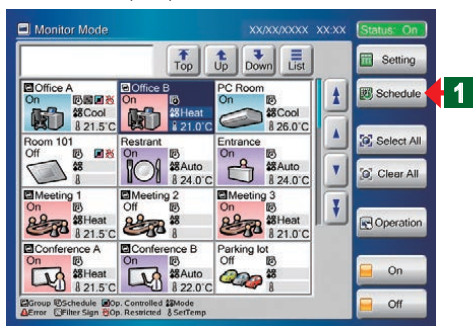 Monitor Mode
XX/XX/XXXX XX:XX
Status: On
Top
Up
Down
List
Setting
Office A
On
Cool
21.5°C
Office B
On
Heat
21.0°C
PC Room
On
Cool
26.0°C
Schedule
1
Room 101
Off
Restrant
On
Auto
24.0°C
Entrance
On
Auto
24.0°C
Select All
Clear All
Meeting 1
On
Heat
21.5°C
Meeting 2
Off
Meeting 3
On
Heat
21.0°C
Operation
Conference A
On
Heat
21.5°C
Conference B
On
Auto
22.0°C
Parking lot
Off
On
Off
Group Schedule Op. Controlled Mode
Error Filter Sign Op. Restricted SetTemp